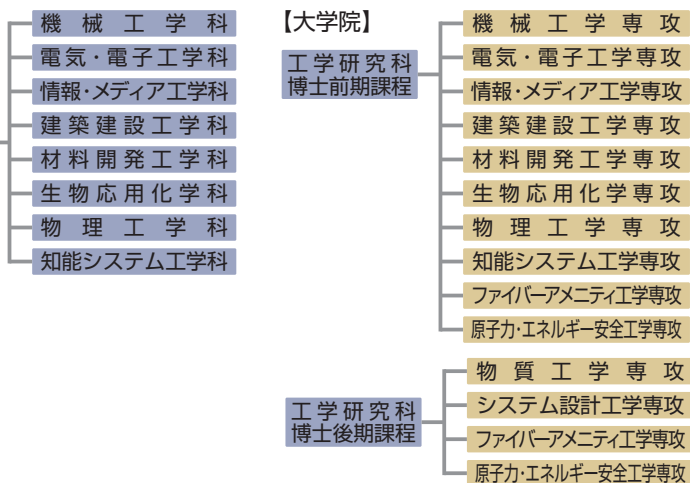 機械工学科
電気・電子工学科
情報・メディア工学科
建築建設工学科
材料開発工学科
生物応用化学科
物理工学科
知能システム工学科
【大学院】
工学研究科
博士前期課程
機械工学専攻
電気・電子工学専攻
情報・メディア工学専攻
建築建設工学専攻
材料開発工学専攻
生物応用化学専攻
物理工学専攻
知能システム工学専攻
ファイバーアメニティ工学専攻
原子力・エネルギー安全工学専攻
工学研究科
博士後期課程
物質工学専攻
システム設計工学専攻
ファイバーアメニティ工学専攻
原子力・エネルギー安全工学専攻